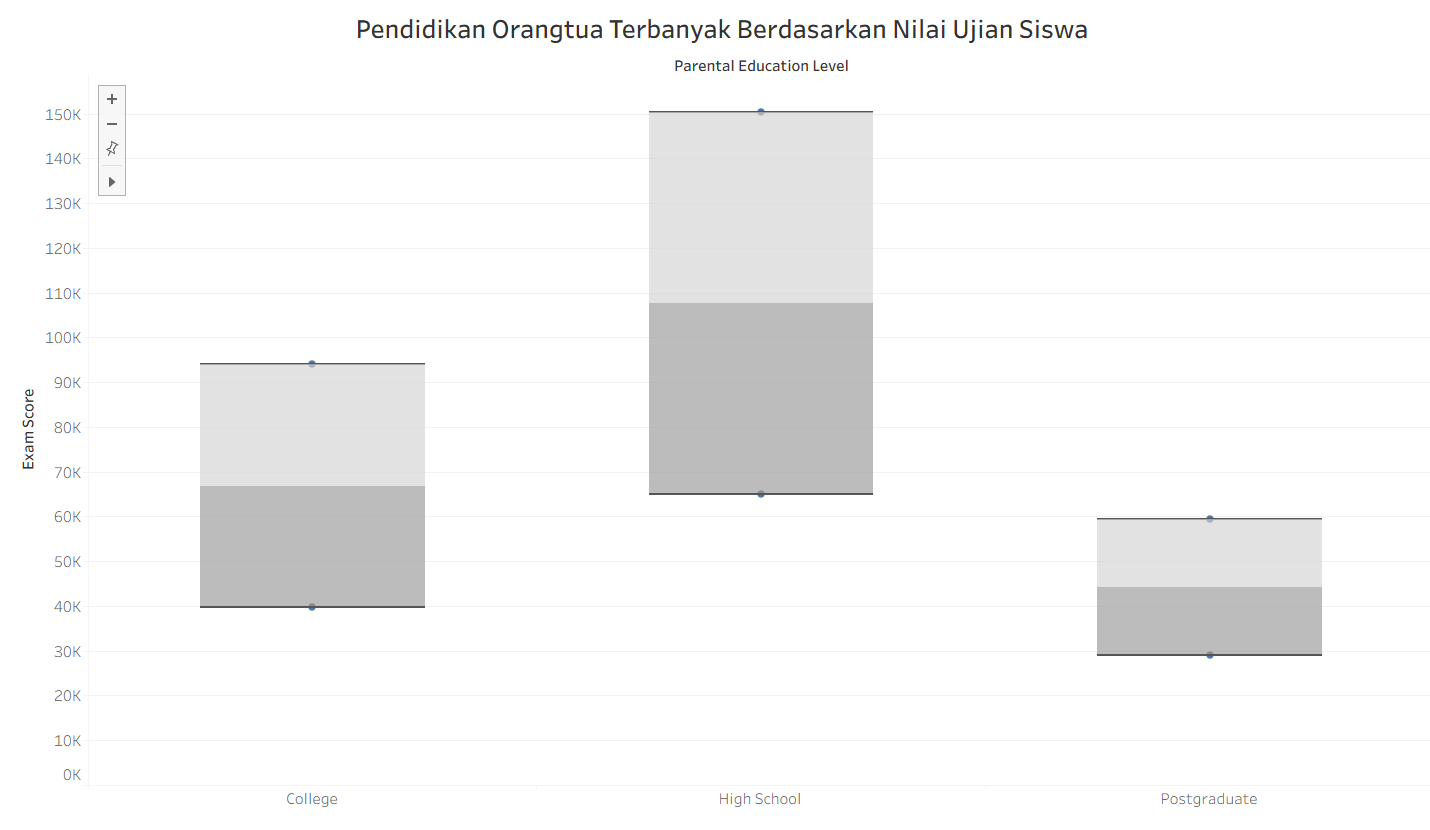 Pendidikan Orangtua Terbanyak Berdasarkan Nilai Ujian Siswa
Parental Education Level
150K
140K
130K
120K
110K
100K
90K
80K
70K
60K
50K
40K
30K
20K
10K
0K
Exam Score
College
High School
Postgraduate